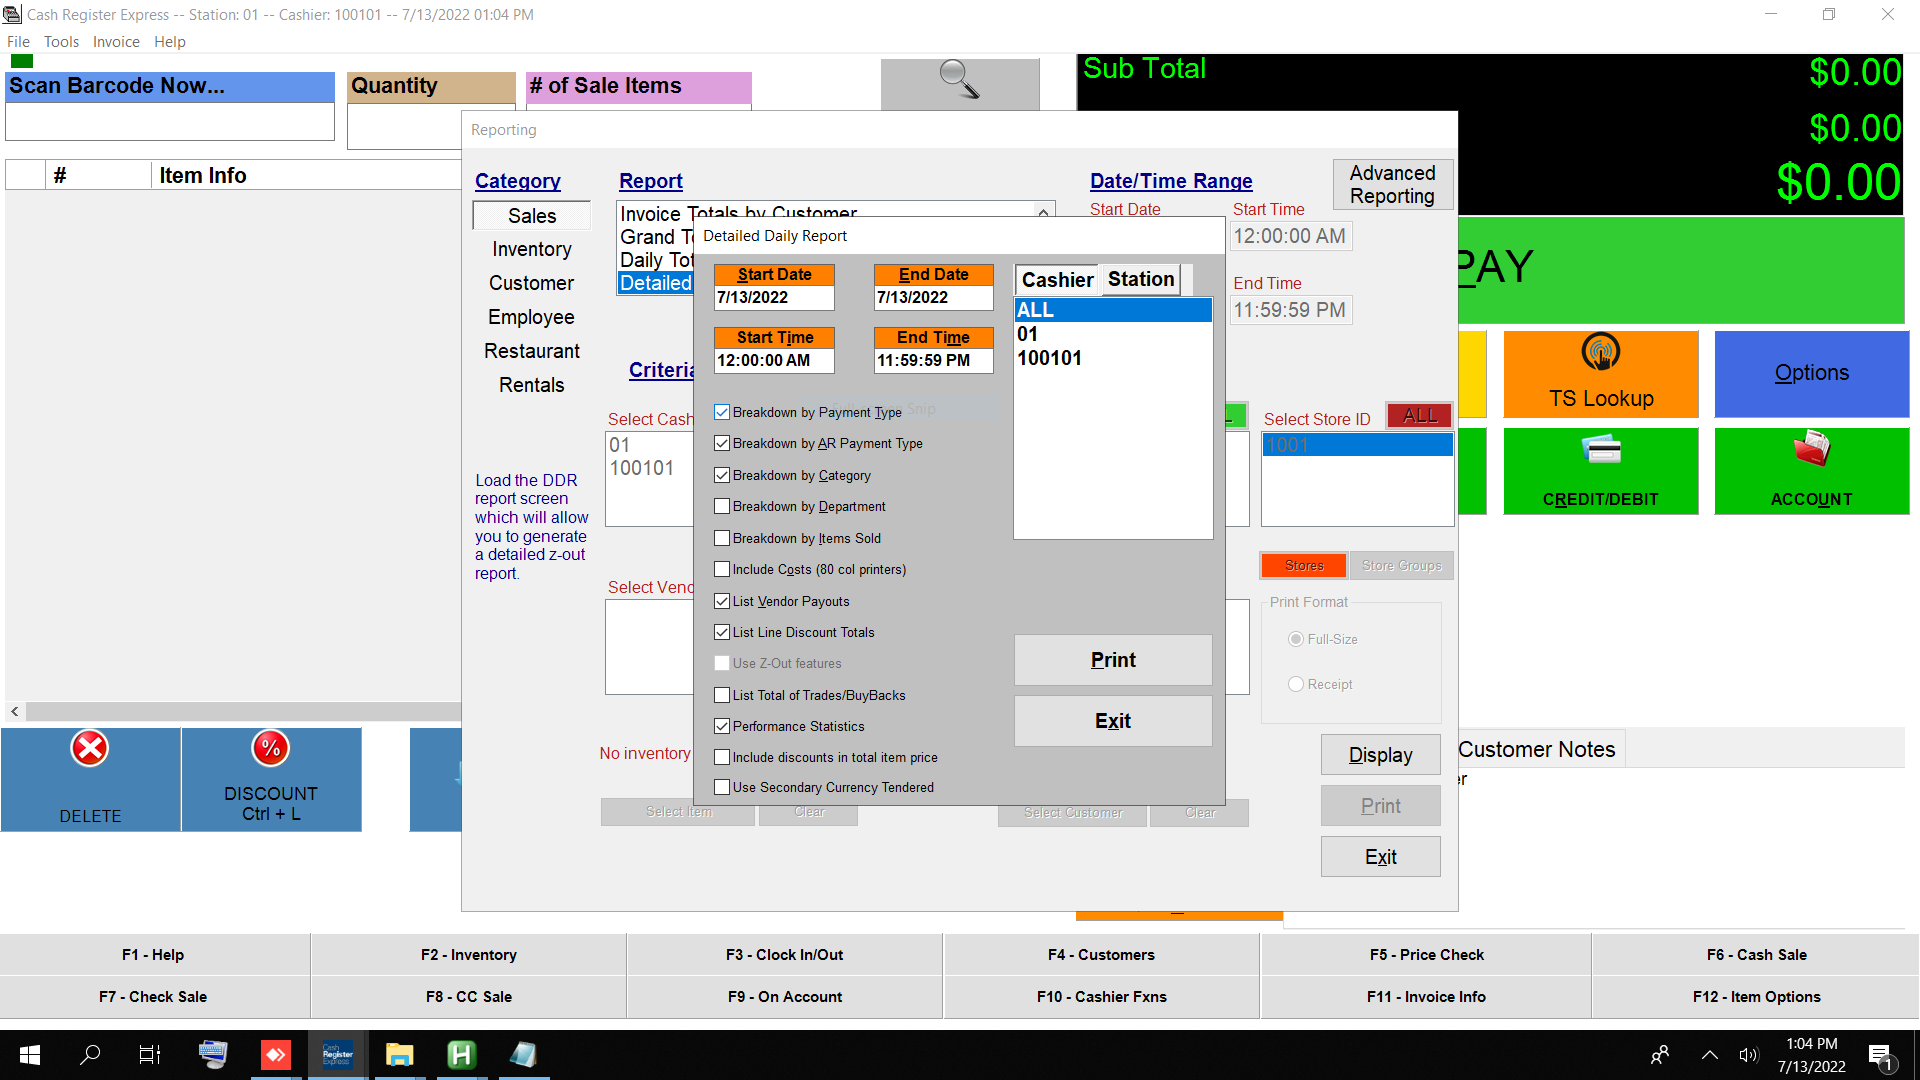 Cash Register Express -- Station: 01 -- Cashier: 100101 -- 7/13/2022 01:04 PM
File Tools Invoice Help
Scan Barcode Now...
Quantity
# of Sale Items
Sub Total $0.00
$0.00
$0.00
# Item Info
Reporting
Category
Sales
Inventory
Customer
Employee
Restaurant
Rentals
Load the DDR
report screen
which will allow
you to generate
a detailed z-out
report.
Report
Invoice Totals by Customer
Grand To
Daily Tot
Detailed
Criteria
Select Cash
01
100101
Select Vend
No inventory
Select Item
Clear
Select Customer
Clear
Date/Time Range
Start Date
Start Time
12:00:00 AM
End Time
11:59:59 PM
Advanced
Reporting
Select Store ID
ALL
1001
Stores
Store Groups
Print Format
Full-Size
Receipt
Display
Print
Exit
Detailed Daily Report
Start Date
7/13/2022
End Date
7/13/2022
Start Time
12:00:00 AM
End Time
11:59:59 PM
Cashier
Station
ALL
01
100101
Breakdown by Payment Type
Snip
Breakdown by AR Payment Type
Breakdown by Category
Breakdown by Department
Breakdown by Items Sold
Include Costs (80 col printers)
List Vendor Payouts
List Line Discount Totals
Use Z-Out features
List Total of Trades/BuyBacks
Performance Statistics
Include discounts in total item price
Use Secondary Currency Tendered
Print
Exit
PAY
TS Lookup
Options
CREDIT/DEBIT
ACCOUNT
Customer Notes
er
DELETE
DISCOUNT
Ctrl + L
F1 - Help
F2 - Inventory
F3 - Clock In/Out
F4 - Customers
F5 - Price Check
F6 - Cash Sale
F7 - Check Sale
F8 - CC Sale
F9 - On Account
F10 - Cashier Fxns
F11 - Invoice Info
F12 - Item Options
Cash
Register
Express
H
1:04 PM
7/13/2022
1